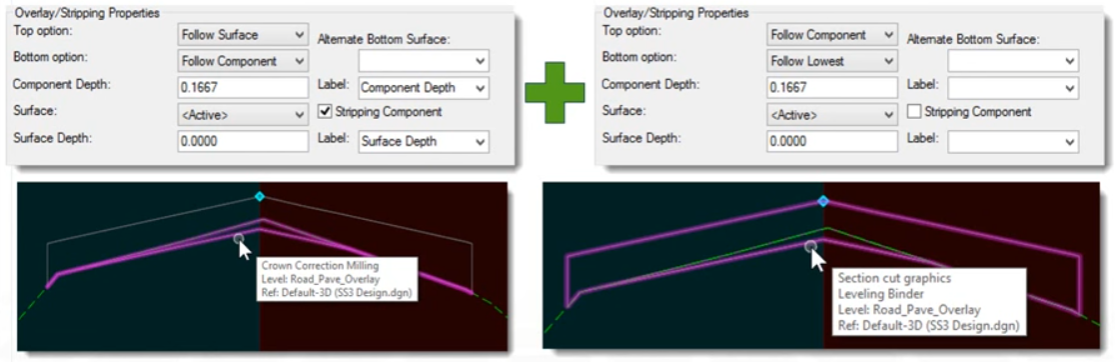 Overlay/Stripping Properties
Top option: Follow Surface Alternate Bottom Surface:
Bottom option: Follow Component
Component Depth: 0.1667 Label: Component Depth
Surface: <Active> Stripping Component
Surface Depth: 0.0000 Label: Surface Depth
Overlay/Stripping Properties
Top option: Follow Component Alternate Bottom Surface:
Bottom option: Follow Lowest
Component Depth: 0.1667 Label:
Surface: <Active> Stripping Component
Surface Depth: 0.0000 Label:
Crown Correction Milling
Level: Road_Pave_Overlay
Ref: Default-3D (SS3 Design.dgn)
Section cut graphics
Leveling Binder
Level: Road_Pave_Overlay
Ref: Default-3D (SS3 Design.dgn)